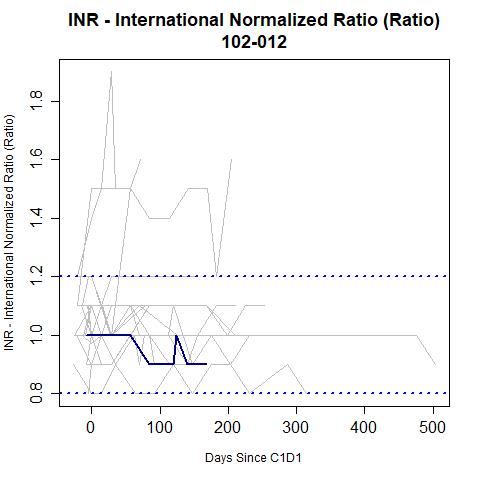 INR - International Normalized Ratio (Ratio)
102-012
INR - International Normalized Ratio (Ratio)
1.8
1.6
1.4
1.2
1.0
0.8
0 100 200 300 400 500
Days Since C1D1